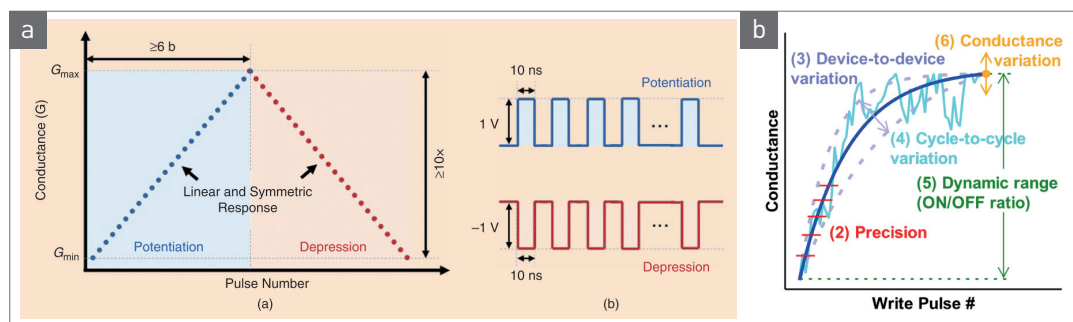 a
≥6 b
Gmax
Conductance (G)
≥10×
Linear and Symmetric
Response
Gmin
Potentiation
Depression
Pulse Number
(a)
10 ns
Potentiation
1 V
...
−1 V
...
10 ns
Depression
(b)
b
(6) Conductance
variation
(3) Device-to-device
variation
(4) Cycle-to-cycle
variation
(5) Dynamic range
(ON/OFF ratio)
(2) Precision
Conductance
Write Pulse #